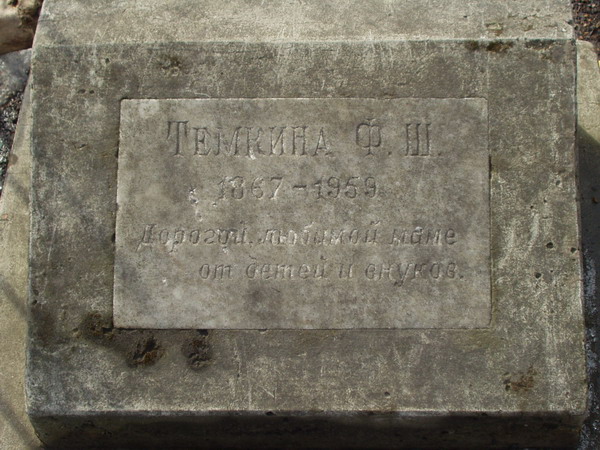 Темкина Ф. Ш
1867-1959
Дорогой, любимой маме
от детей и внуков.